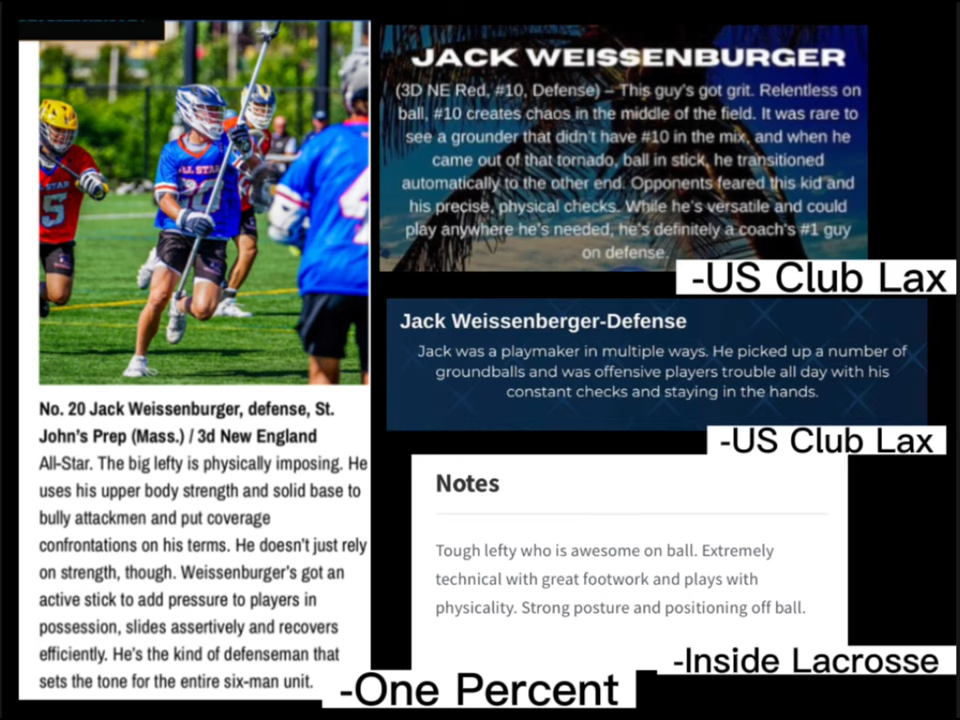 ALL STAR
20
STAR
5
4
No. 20 Jack Weissenburger, defense, St.
John's Prep (Mass.) / 3d New England
All-Star. The big lefty is physically imposing. He
uses his upper body strength and solid base to
bully attackmen and put coverage
confrontations on his terms. He doesn't just rely
on strength, though. Weissenburger's got an
active stick to add pressure to players in
possession, slides assertively and recovers
efficiently. He's the kind of defenseman that
sets the tone for the entire six-man unit.
-One Percent
JACK WEISSENBURGER
(3D NE Red, #10, Defense) – This guy's got grit. Relentless on
ball, #10 creates chaos in the middle of the field. It was rare to
see a grounder that didn't have #10 in the mix, and when he
came out of that tornado, ball in stick, he transitioned
automatically to the other end. Opponents feared this kid and
his precise, physical checks. While he's versatile and could
play anywhere he's needed, he's definitely a coach's #1 guy
on defense.
-US Club Lax
Jack Weissenberger-Defense
Jack was a playmaker in multiple ways. He picked up a number of
groundballs and was offensive players trouble all day with his
constant checks and staying in the hands.
-US Club Lax
Notes
Tough lefty who is awesome on ball. Extremely
technical with great footwork and plays with
physicality. Strong posture and positioning off ball.
-Inside Lacrosse